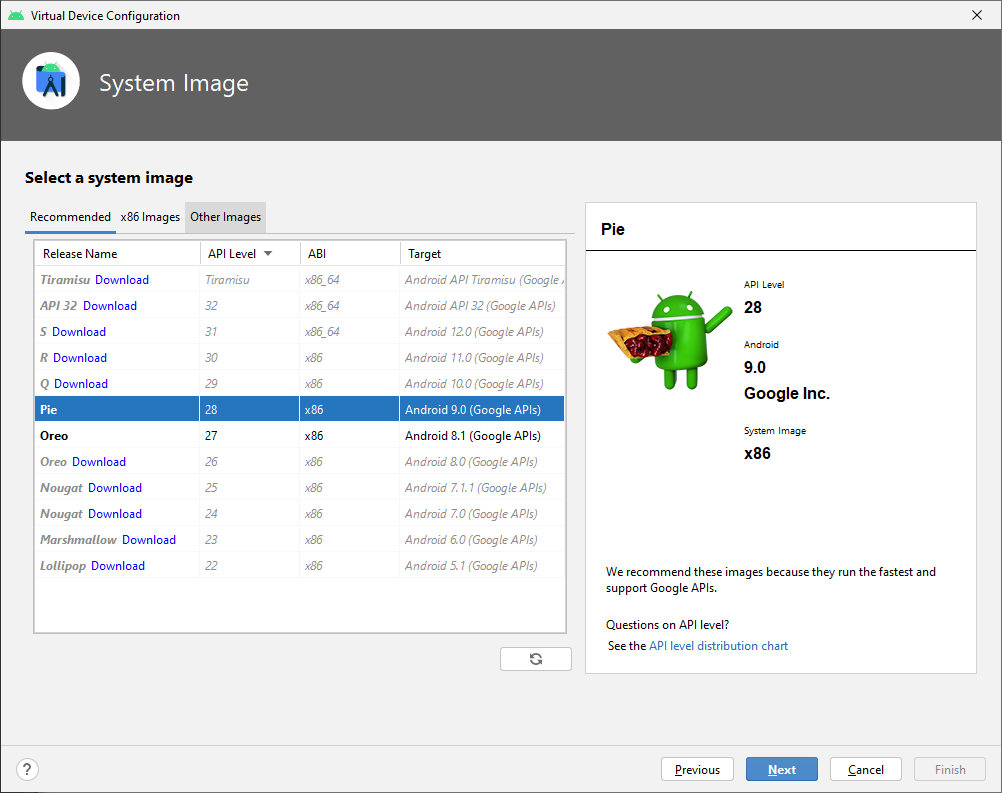 Virtual Device Configuration
System Image
Select a system image
Recommended x86 Images Other Images
Release Name API Level ABI Target
Tiramisu Download Tiramisu x86_64 Android API Tiramisu (Google
API 32 Download 32 x86_64 Android API 32 (Google APIs)
S Download 31 x86_64 Android 12.0 (Google APIs)
R Download 30 x86 Android 11.0 (Google APIs)
Q Download 29 x86 Android 10.0 (Google APIs)
Pie 28 x86 Android 9.0 (Google APIs)
Oreo 27 x86 Android 8.1 (Google APIs)
Oreo Download 26 x86 Android 8.0 (Google APIs)
Nougat Download 25 x86 Android 7.1.1 (Google APIs)
Nougat Download 24 x86 Android 7.0 (Google APIs)
Marshmallow Download 23 x86 Android 6.0 (Google APIs)
Lollipop Download 22 x86 Android 5.1 (Google APIs)
Pie
API Level
28
Android
9.0
Google Inc.
System Image
x86
We recommend these images because they run the fastest and
support Google APIs.
Questions on API level?
See the API level distribution chart
? Previous Next Cancel Finish